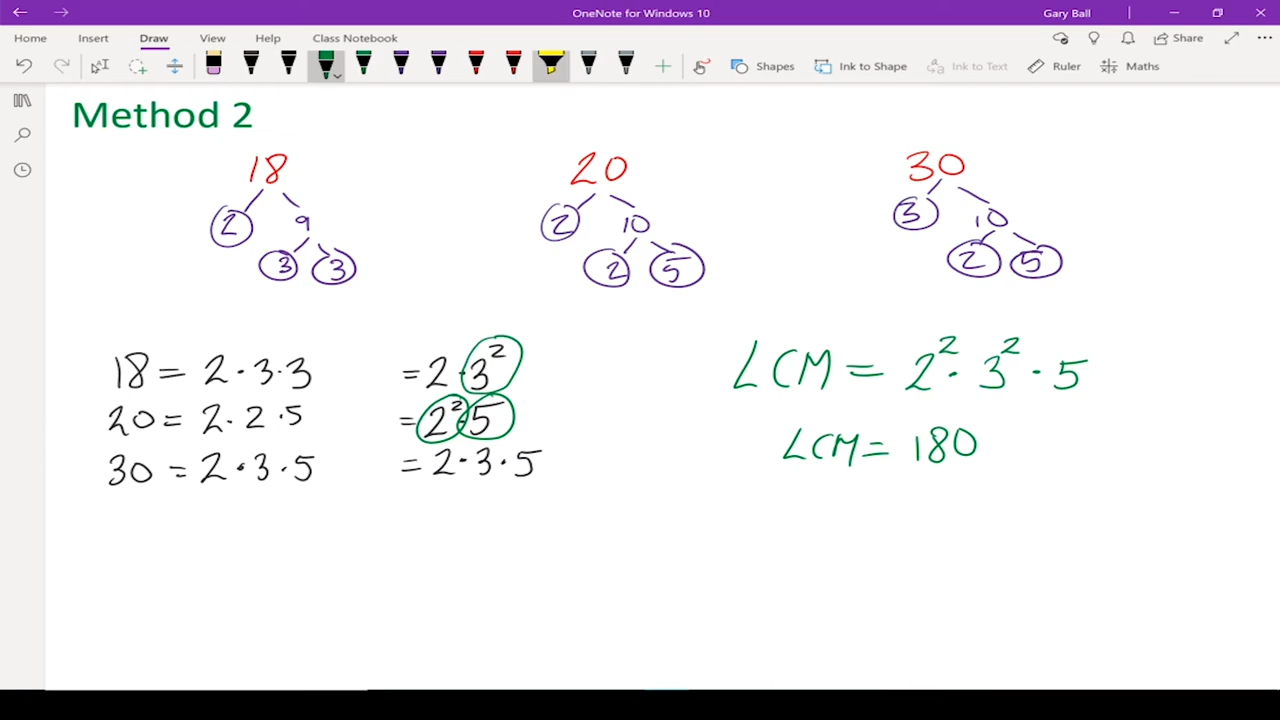 OneNote for Windows 10
Gary Ball
Home Insert Draw View Help Class Notebook Share
Shapes Ink to Shape Ink to Text Ruler Maths
Method 2
18 20 30
2 9 2 10 3 10
3 3 2 5 2 5
18 = 2 · 3 · 3 = 2 · 3²
20 = 2 · 2 · 5 = 2² · 5
30 = 2 · 3 · 5 = 2 · 3 · 5
LCM = 2² · 3² · 5
LCM = 180